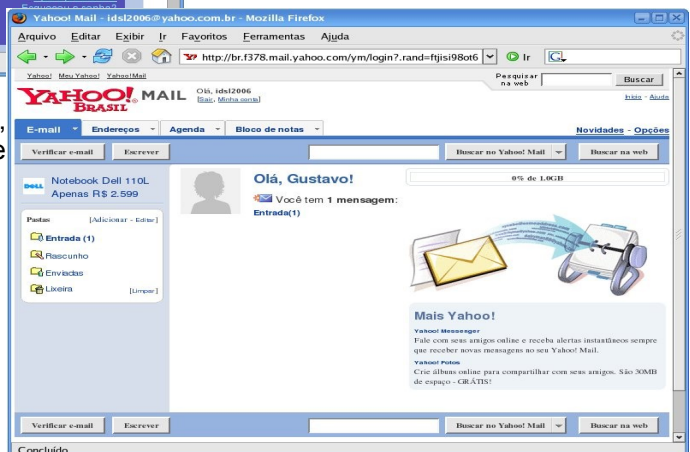 Esqueceu a senha?
,
e
Yahoo! Mail - idsl2006@yahoo.com.br - Mozilla Firefox
Arquivo Editar Exibir Ir Favoritos Ferramentas Ajuda
http://br.f378.mail.yahoo.com/ym/login?.rand=ftjisi98ot6 Ir G
Yahoo! Meu Yahoo! Yahoo! Mail
Pesquisar na web Buscar
YAHOO! MAIL
BRASIL
Olá, idsl2006
[Sair, Minha conta]
Início - Ajuda
E-mail Endereços Agenda Bloco de notas
Novidades - Opções
Verificar e-mail Escrever Buscar no Yahoo! Mail Buscar na web
DELL Notebook Dell 110L
Apenas R$ 2.599
Pastas [Adicionar - Editar]
Entrada (1)
Rascunho
Enviadas
Lixeira [Limpar]
Olá, Gustavo!
Você tem 1 mensagem:
Entrada(1)
0% de 1.0GB
Mais Yahoo!
Yahoo! Messenger
Fale com seus amigos online e receba alertas instantâneos sempre
que receber novas mensagens no seu Yahoo! Mail.
Yahoo! Fotos
Crie álbuns online para compartilhar com seus amigos. São 30MB
de espaço - GRÁTIS!
Verificar e-mail Escrever Buscar no Yahoo! Mail Buscar na web
Concluído